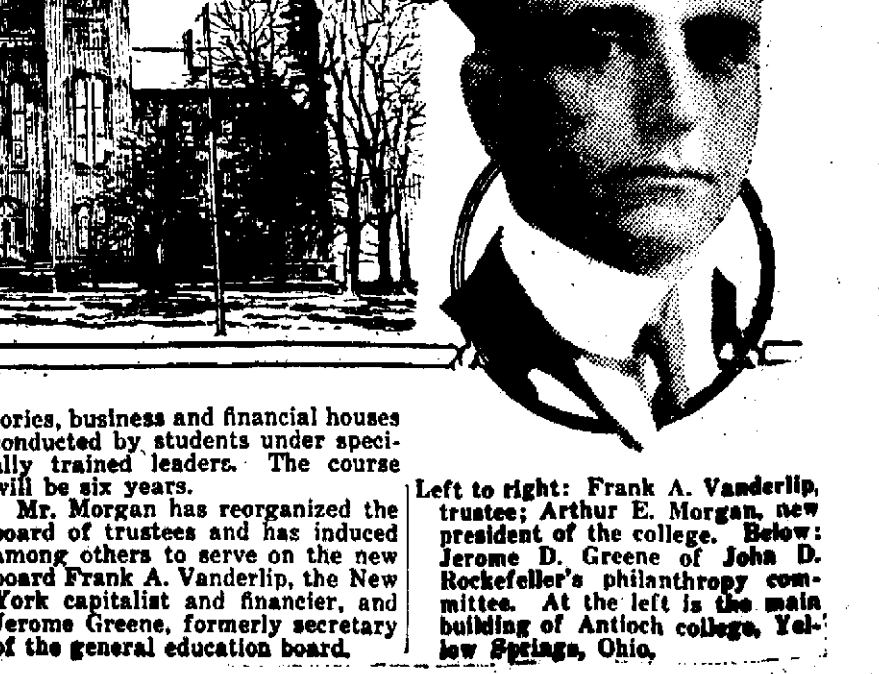 ories, business and financial houses
onducted by students under speci-
lly trained leaders. The course
will be six years.
Mr. Morgan has reorganized the
board of trustees and has induced
among others to serve on the new
board Frank A. Vanderlip, the New
York capitalist and financier, and
Jerome Greene, formerly secretary
of the general education board.
Left to right: Frank A. Vanderlip,
trustee; Arthur E. Morgan, new
president of the college. Below:
Jerome D. Greene of John D.
Rockefeller's philanthropy com-
mittee. At the left is the main
building of Antioch college, Yel-
low Springs, Ohio.